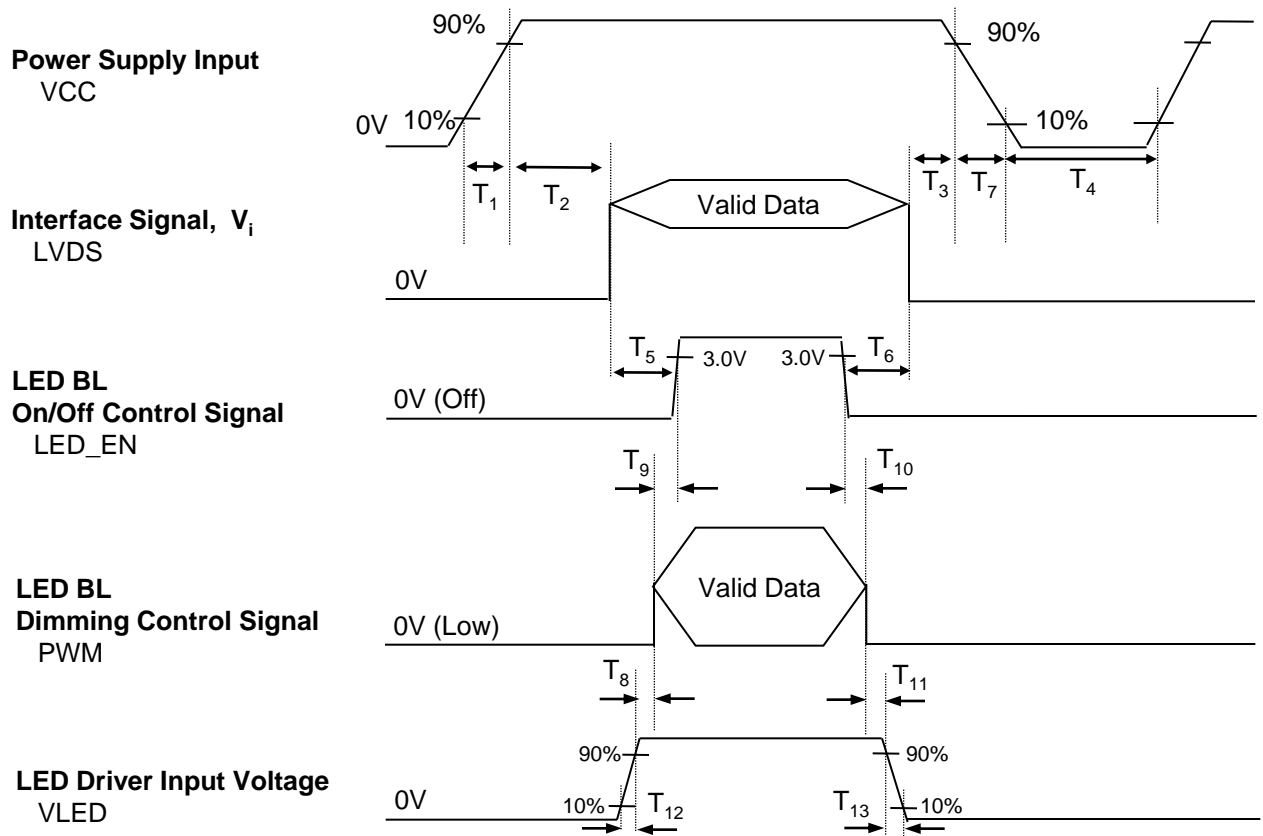 90%
90%
Power Supply Input
VCC
0V 10%
10%
T1
T2
T3
T7
T4
Valid Data
Interface Signal, Vi
LVDS
0V
T5
3.0V
3.0V
T6
LED BL
On/Off Control Signal
LED_EN
0V (Off)
T9
T10
LED BL
Dimming Control Signal
PWM
Valid Data
0V (Low)
T8
T11
90%
90%
LED Driver Input Voltage
VLED
0V
10%
T12
T13
10%